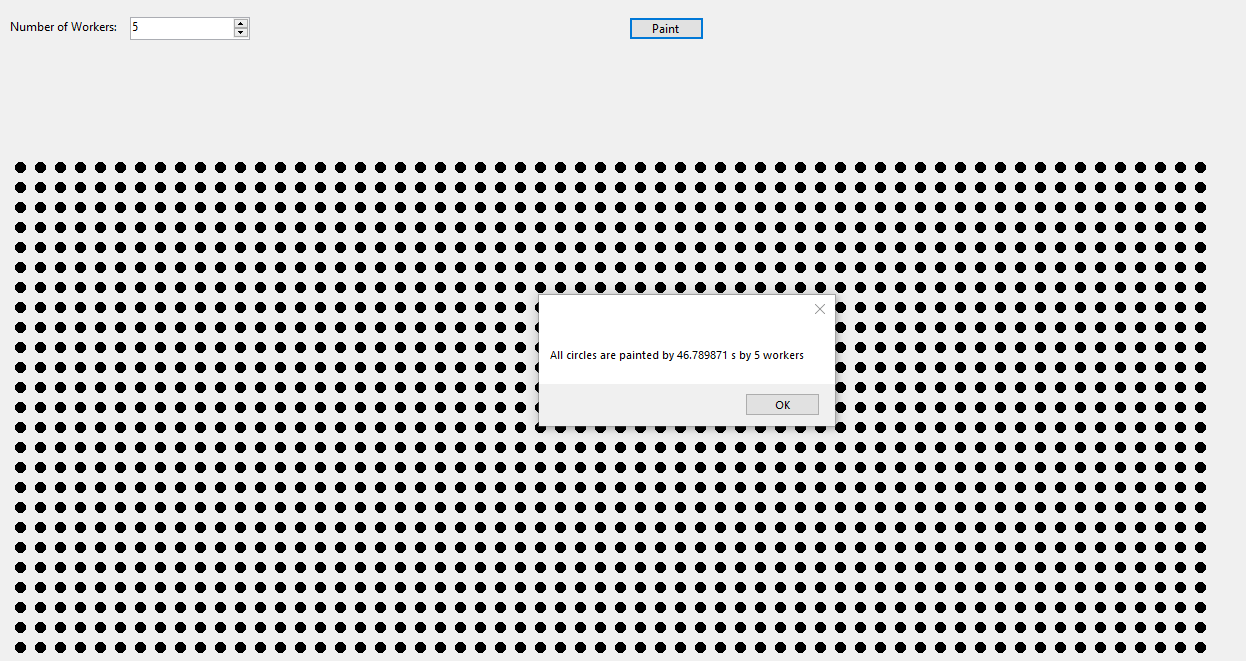 Number of Workers: 5 Paint
All circles are painted by 46.789871 s by 5 workers
OK